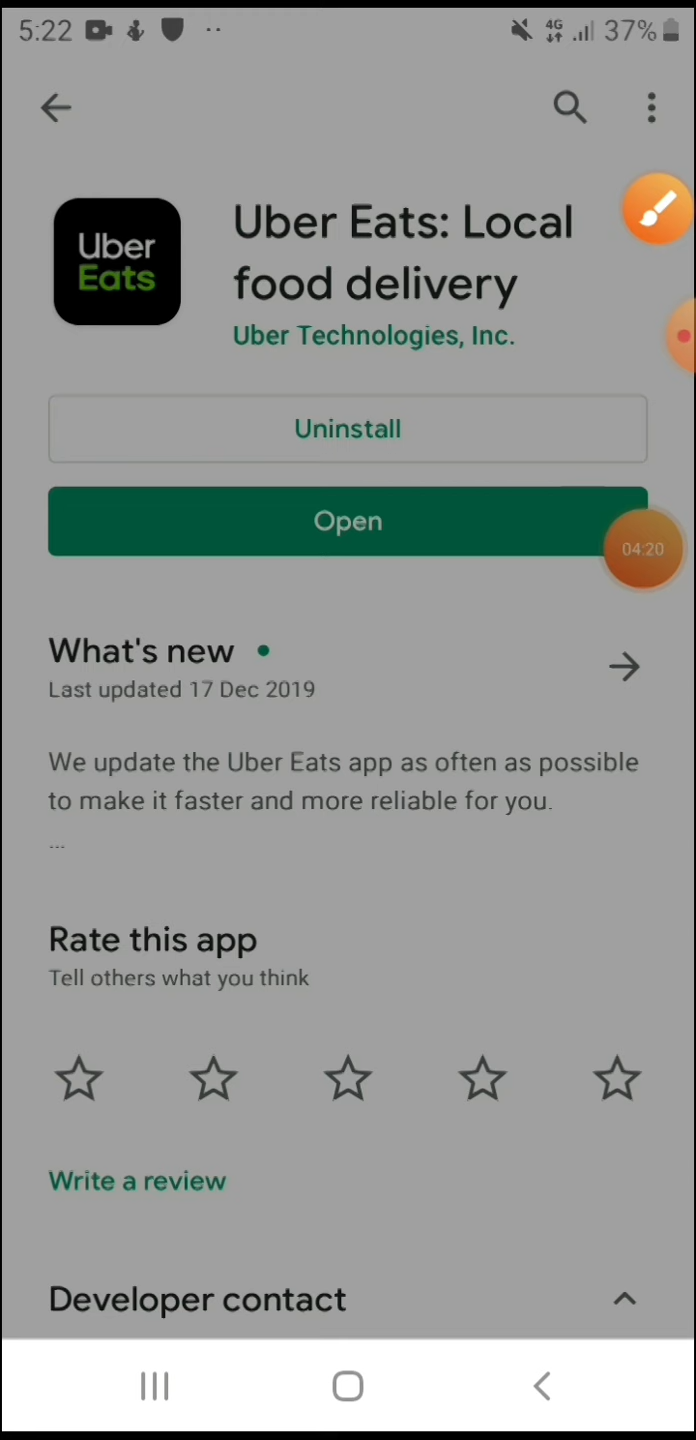 5:22
4G
37%
Uber
Eats
Uber Eats: Local
food delivery
Uber Technologies, Inc.
Uninstall
Open
04:20
What's new
Last updated 17 Dec 2019
We update the Uber Eats app as often as possible
to make it faster and more reliable for you.
...
Rate this app
Tell others what you think
Write a review
Developer contact